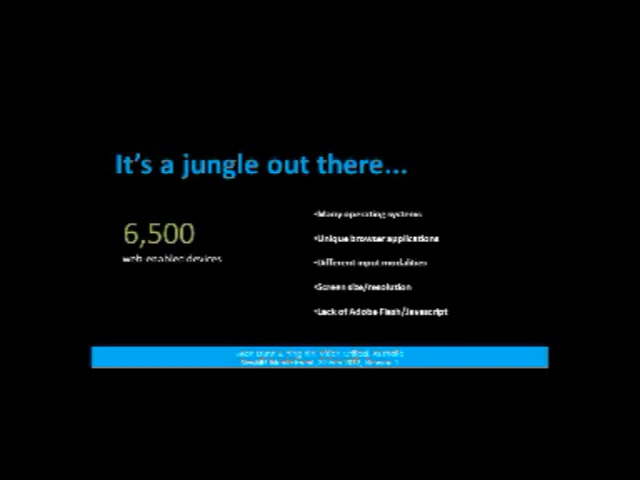 It's a jungle out there...
6,500
web enabled devices
•Many operating systems
•Unique browser applications
•Different input modalities
•Screen size/resolution
•Lack of Adobe Flash/Javascript